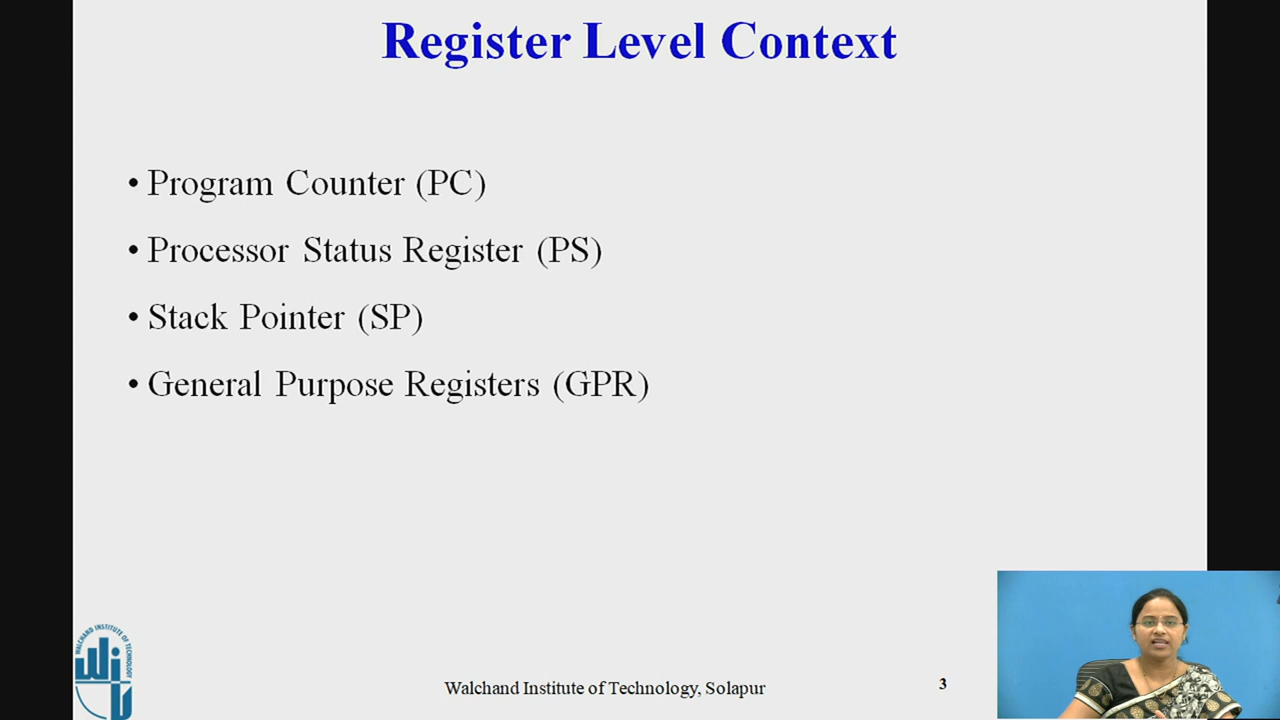 Register Level Context
• Program Counter (PC)
• Processor Status Register (PS)
• Stack Pointer (SP)
• General Purpose Registers (GPR)
WALCHAND INSTITUTE OF TECHNOLOGY
Walchand Institute of Technology, Solapur
3